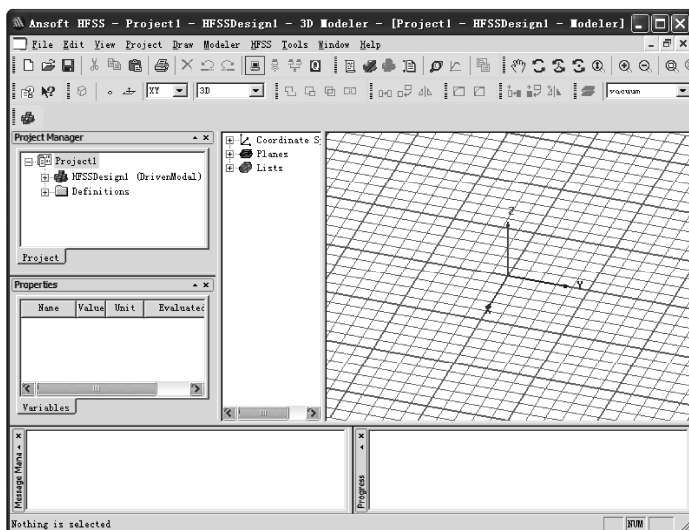 Ansoft HFSS - Project1 - HFSSDesign1 - 3D Modeler - [Project1 - HFSSDesign1 - Modeler]
File Edit View Project Draw Modeler HFSS Tools Window Help
XY 3D vacuum
Project Manager
Project1
HFSSDesign1 (DrivenModal)
Definitions
Project
Coordinate S
Planes
Lists
Z
Y
X
Properties
Name Value Unit Evaluated
Variables
Message Mana
Progress
Nothing is selected
NUM